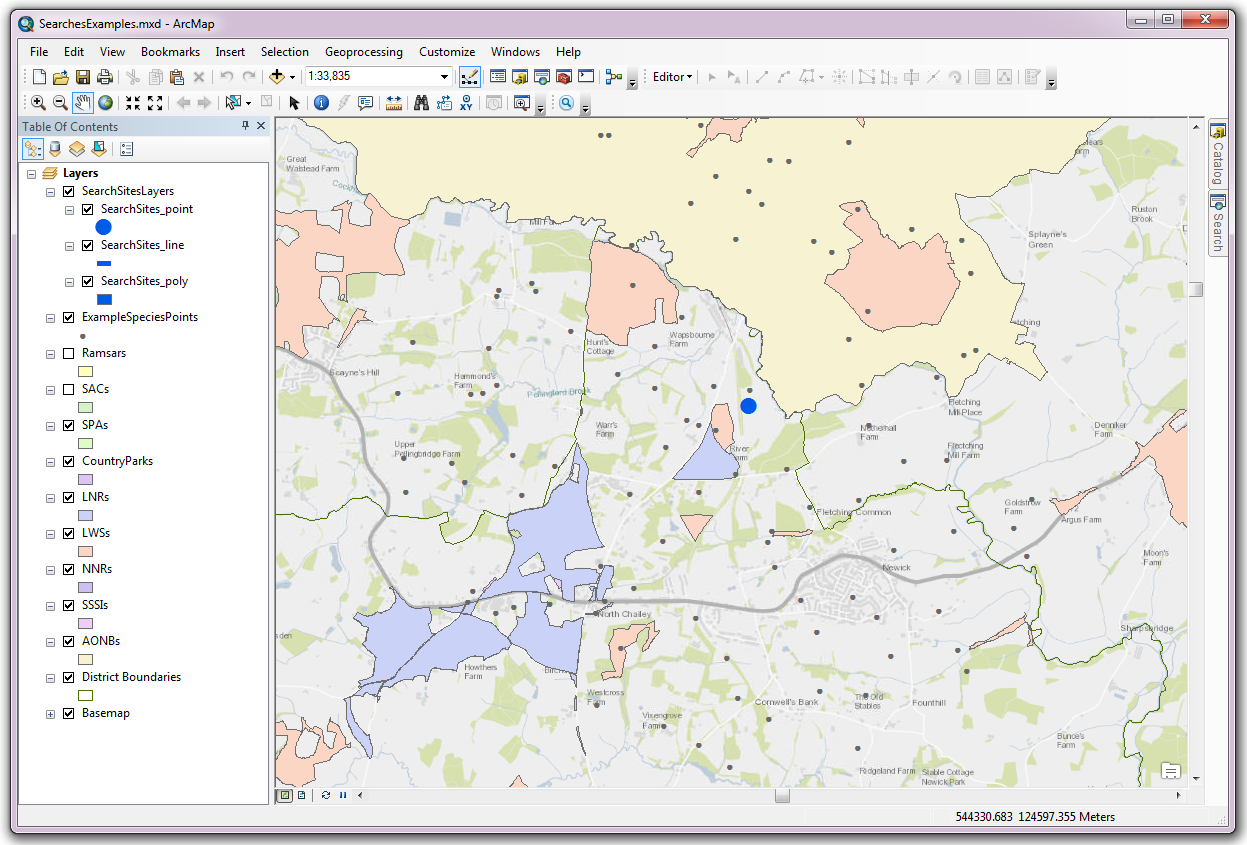 SearchesExamples.mxd - ArcMap
File Edit View Bookmarks Insert Selection Geoprocessing Customize Windows Help
1:33,835
Editor
Table Of Contents
Layers
SearchSitesLayers
SearchSites_point
SearchSites_line
SearchSites_poly
ExampleSpeciesPoints
Ramsars
SACs
SPAs
CountryParks
LNRs
LWSs
NNRs
SSSIs
AONBs
District Boundaries
Basemap
Great
Walstead Farm
Mill
Ruston
Brook
Splayne's
Green
Wapsbourne
Farm
Hunt's
Cottage
Scayne's Hill
Hammond's
Farm
Pellingford Brook
Fletching
Mill Place
Warr's
Farm
Netherhall
Farm
Denniker
Farm
Upper
Pellingbridge Farm
River
Farm
Fletching
Mill Farm
Goldstrow
Farm
Fletching Common
Argus Farm
Moon's
Farm
Newick
North Chailey
Sharpsbridge
Howthers
Farm
Westcross
Farm
Cornwell's Bank
The Old
Stables
Founthill
Vixengrove
Farm
Bunce's
Farm
Ridgeland Farm
Stable Cottage
Newick Park
Catalog
Search
544330.683 124597.355 Meters